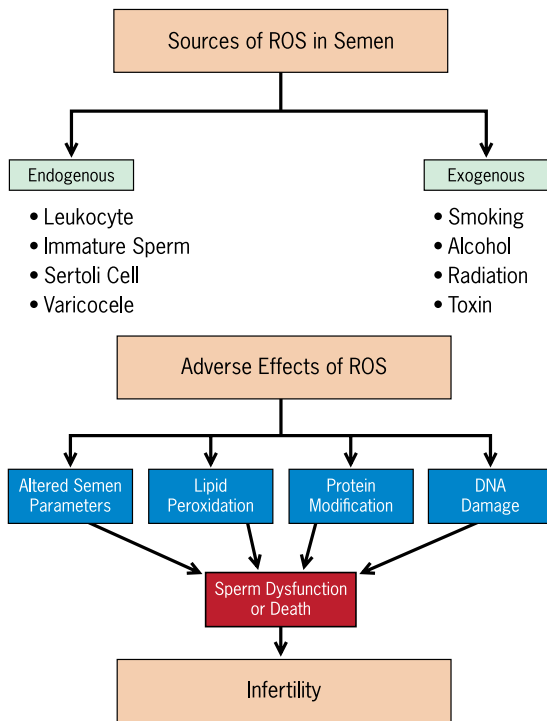 Sources of ROS in Semen
Endogenous
• Leukocyte
• Immature Sperm
• Sertoli Cell
• Varicocele
Exogenous
• Smoking
• Alcohol
• Radiation
• Toxin
Adverse Effects of ROS
Altered Semen
Parameters
Lipid
Peroxidation
Protein
Modification
DNA
Damage
Sperm Dysfunction
or Death
Infertility